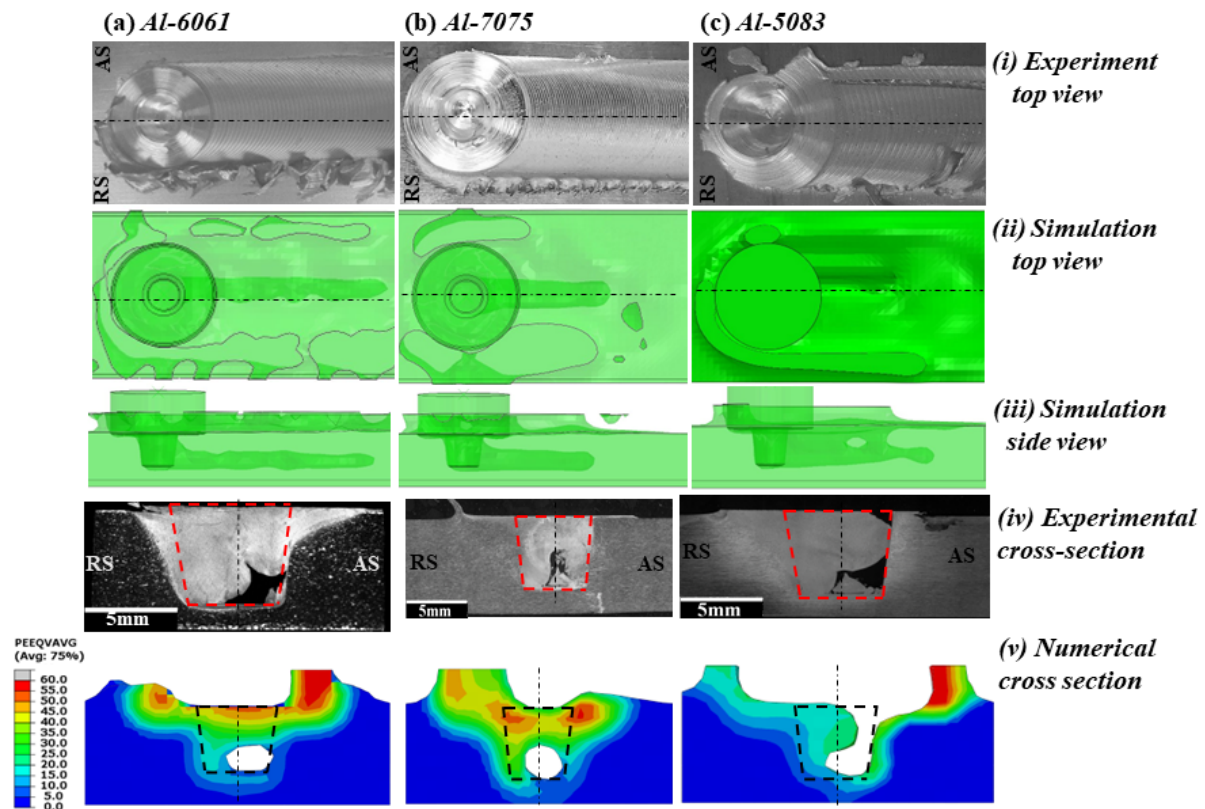 (a) Al-6061
(b) Al-7075
(c) Al-5083
AS
RS
AS
RS
AS
RS
(i) Experiment
top view
(ii) Simulation
top view
(iii) Simulation
side view
RS
AS
5mm
RS
AS
5mm
RS
AS
5mm
(iv) Experimental
cross-section
PEEQVAVG
(Avg: 75%)
60.0
55.0
50.0
45.0
40.0
35.0
30.0
25.0
20.0
15.0
10.0
5.0
0.0
(v) Numerical
cross section